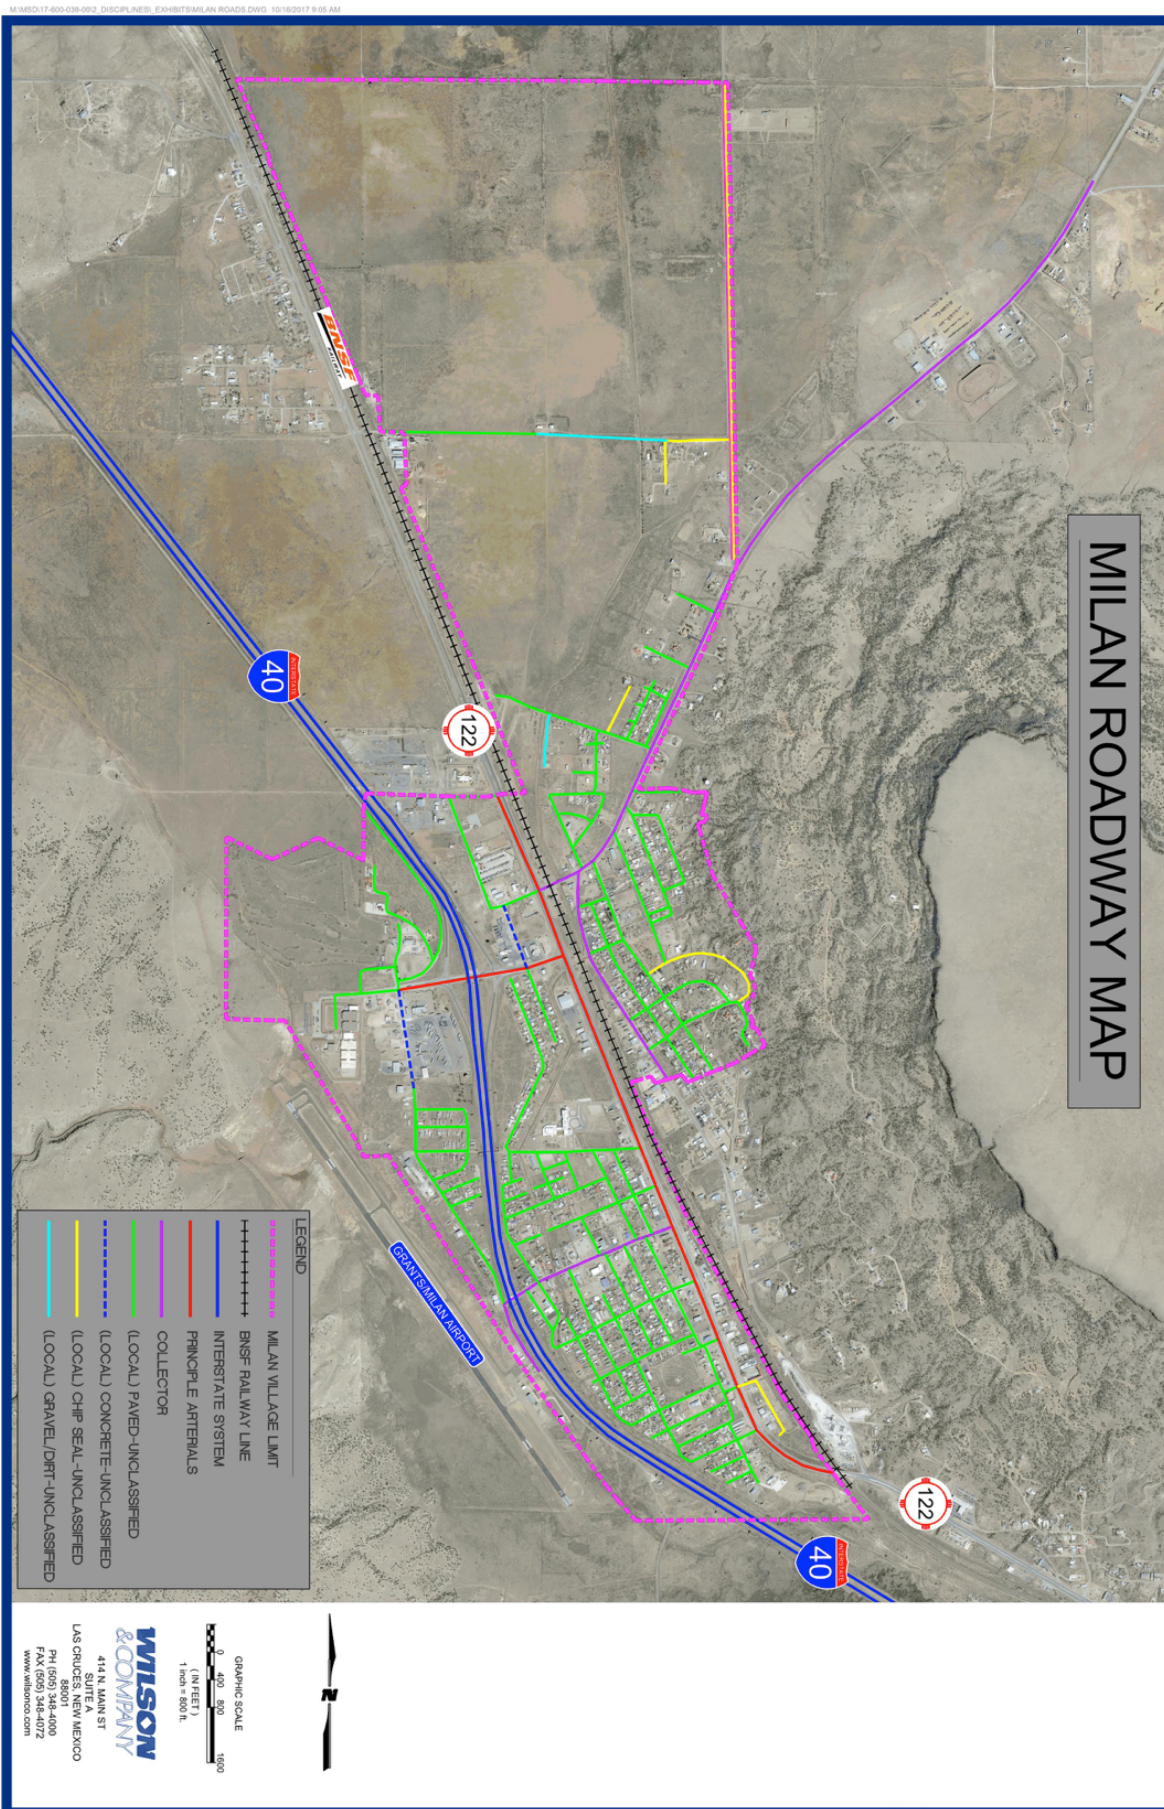 M:\MSD\17-600-039-00\2_DISCIPLINES\_EXHIBITS\MILAN ROADS.DWG 10/16/2017 9:05 AM
MILAN ROADWAY MAP
BNSF
RAILWAY
INTERSTATE
40
122
GRANTS/MILAN AIRPORT
122
INTERSTATE
40
LEGEND
MILAN VILLAGE LIMIT
BNSF RAILWAY LINE
INTERSTATE SYSTEM
PRINCIPLE ARTERIALS
COLLECTOR
(LOCAL) PAVED-UNCLASSIFIED
(LOCAL) CONCRETE-UNCLASSIFIED
(LOCAL) CHIP SEAL-UNCLASSIFIED
(LOCAL) GRAVEL/DIRT-UNCLASSIFIED
N
GRAPHIC SCALE
0 400 800 1600
( IN FEET )
1 inch = 800 ft.
WILSON
&COMPANY
414 N. MAIN ST
SUITE A
LAS CRUCES, NEW MEXICO
88001
PH (505) 348-4000
FAX (505) 348-4072
www.wilsonco.com